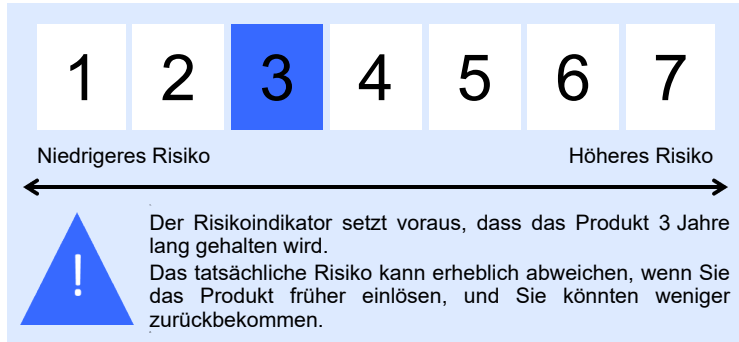 1 2 3 4 5 6 7
Niedrigeres Risiko Höheres Risiko
!
Der Risikoindikator setzt voraus, dass das Produkt 3 Jahre
lang gehalten wird.
Das tatsächliche Risiko kann erheblich abweichen, wenn Sie
das Produkt früher einlösen, und Sie könnten weniger
zurückbekommen.